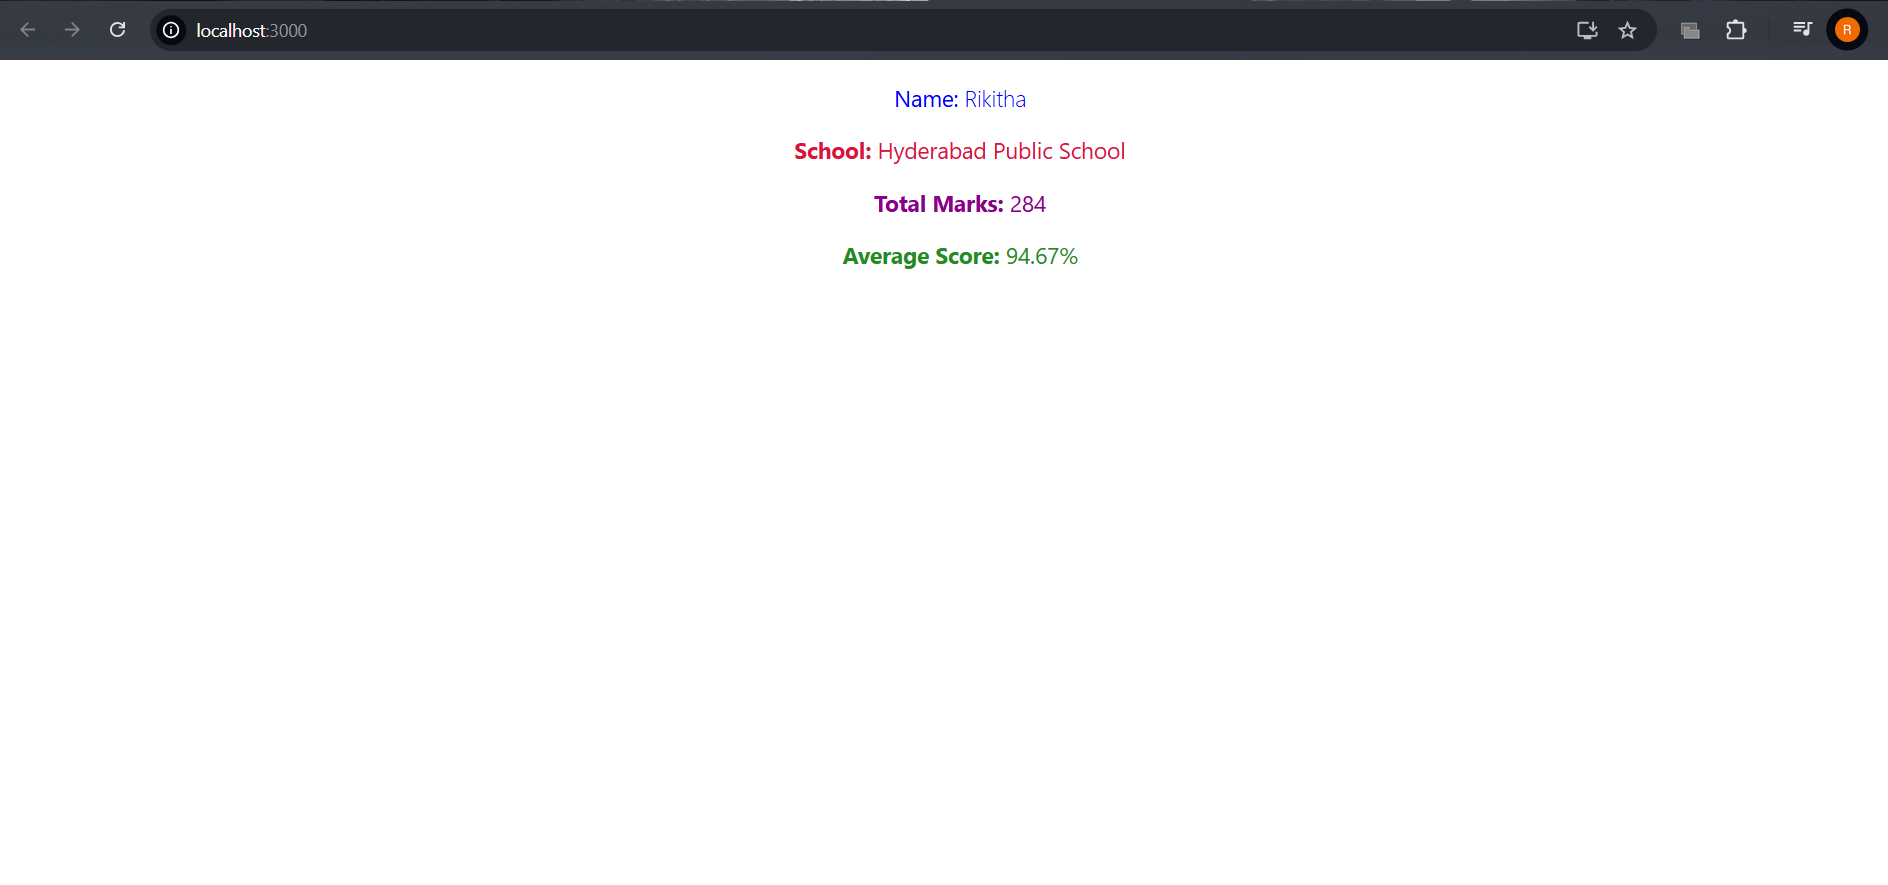 localhost:3000
R
Name: Rikitha
School: Hyderabad Public School
Total Marks: 284
Average Score: 94.67%